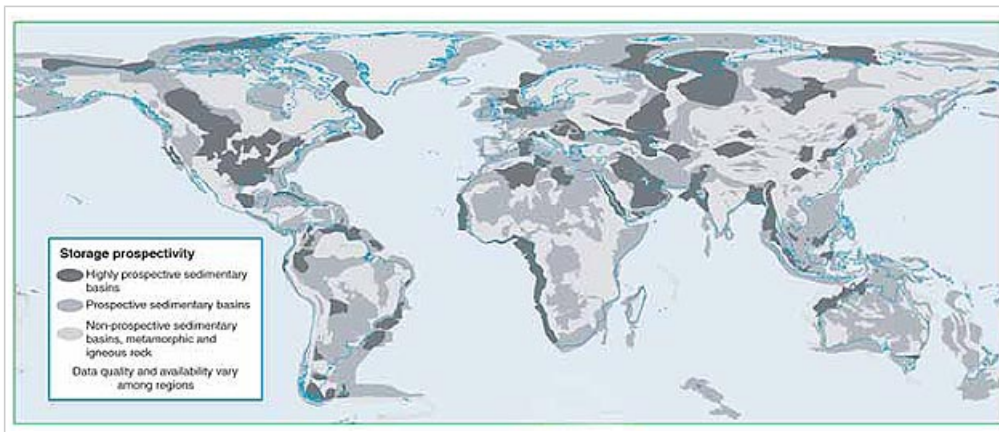 Storage prospectivity
Highly prospective sedimentary
basins
Prospective sedimentary basins
Non-prospective sedimentary
basins, metamorphic and
igneous rock
Data quality and availability vary
among regions